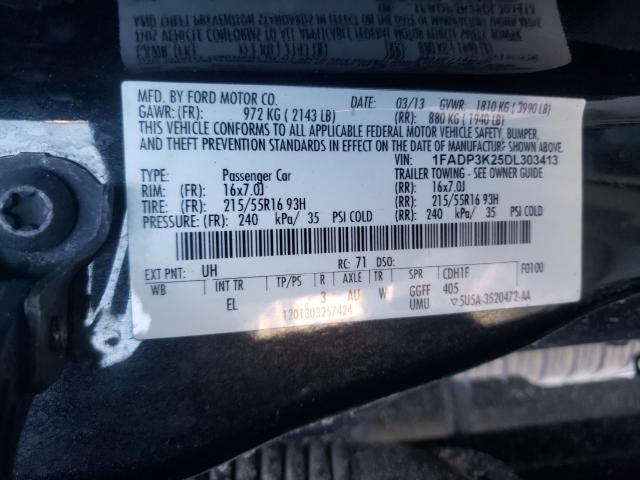 MFD. BY FORD MOTOR CO.
DATE: 03/13 GVWR: 1810 KG (3990 LB)
GAWR: (FR): 972 KG (2143 LB) (RR): 880 KG (1940 LB)
THIS VEHICLE CONFORMS TO ALL APPLICABLE FEDERAL MOTOR VEHICLE SAFETY, BUMPER,
AND THEFT PREVENTION STANDARDS IN EFFECT ON THE DATE OF MANUFACTURE SHOWN ABOVE.
VIN: 1FADP3K25DL303413
TYPE: Passenger Car TRAILER TOWING - SEE OWNER GUIDE
RIM: (FR): 16x7.0J (RR): 16x7.0J
TIRE: (FR): 215/55R16 93H (RR): 215/55R16 93H
PRESSURE: (FR): 240 kPa/ 35 PSI COLD (RR): 240 kPa/ 35 PSI COLD
EXT PNT: UH RC: 71 DSO: F0100
WB INT TR TP/PS R AXLE TR SPR CDH1F
EL 3 AU W GGFF 405
UMU 5U5A-3520472-AA
1201303257424